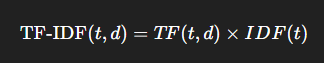 TF-IDF(t, d) = TF(t, d) × IDF(t)